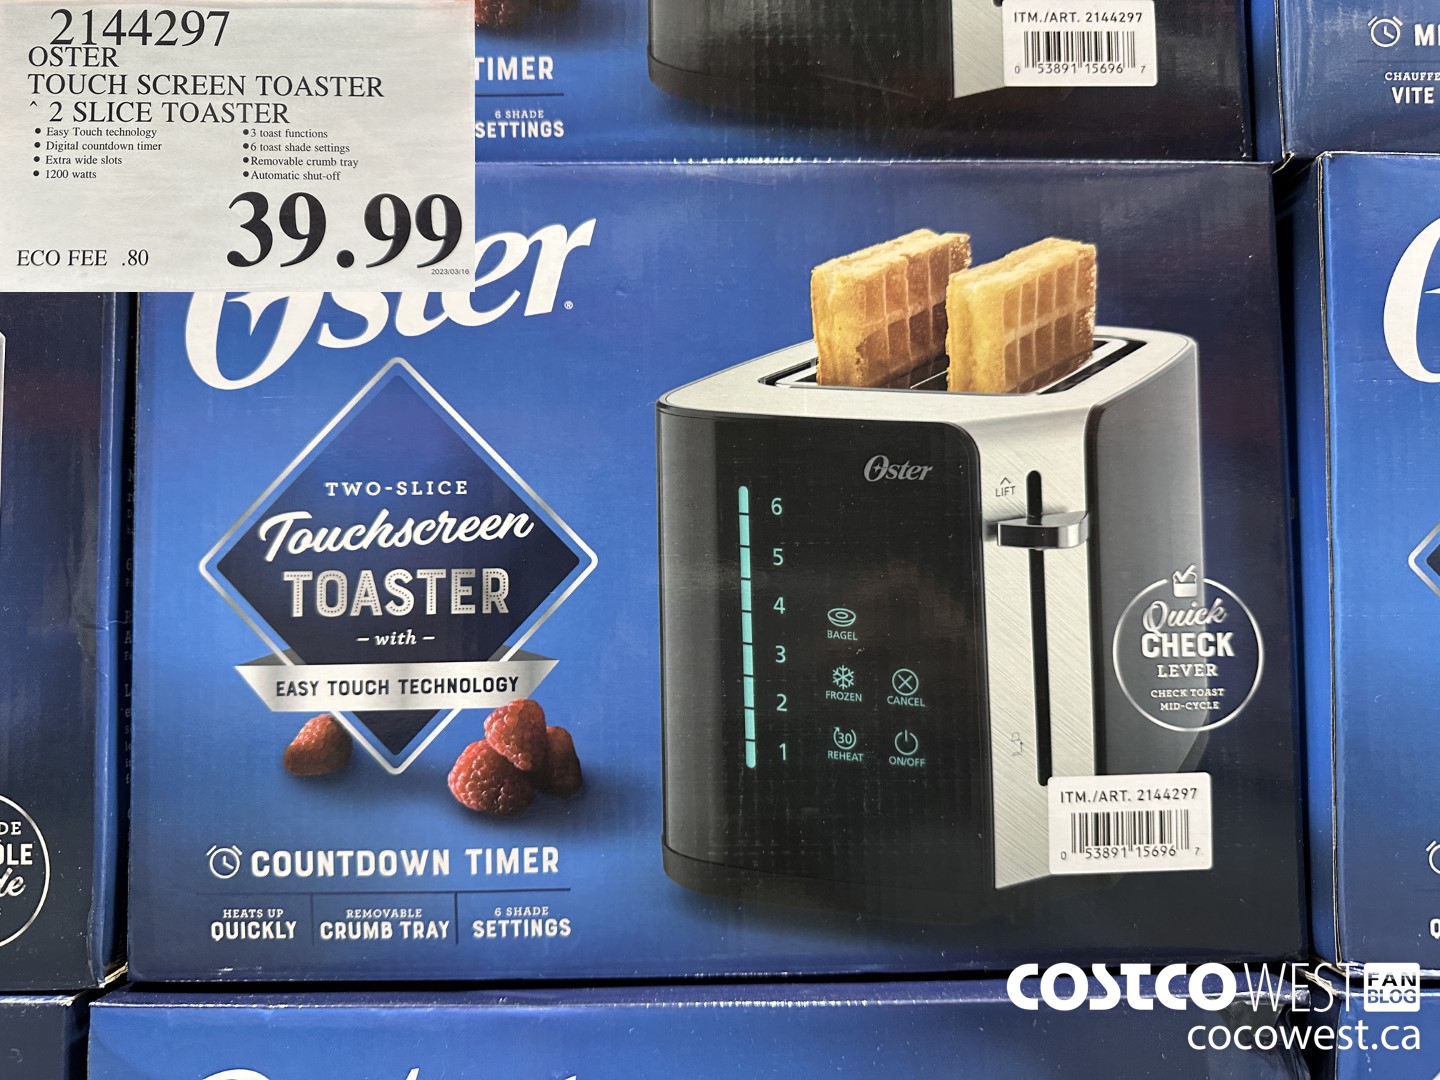 2144297
OSTER
TOUCH SCREEN TOASTER
^ 2 SLICE TOASTER
• Easy Touch technology
• Digital countdown timer
• Extra wide slots
• 1200 watts
• 3 toast functions
• 6 toast shade settings
• Removable crumb tray
• Automatic shut-off
39.99
ECO FEE .80
2023/03/16
TIMER
6 SHADE
SETTINGS
ITM./ART. 2144297
0 53891 15696 7
CHAUFFE
VITE
Oster®
TWO-SLICE
Touchscreen
TOASTER
– with –
EASY TOUCH TECHNOLOGY
COUNTDOWN TIMER
HEATS UP
QUICKLY
REMOVABLE
CRUMB TRAY
6 SHADE
SETTINGS
Oster
LIFT
6
5
4
3
2
1
BAGEL
FROZEN
CANCEL
30
REHEAT
ON/OFF
Quick
CHECK
LEVER
CHECK TOAST
MID-CYCLE
ITM./ART. 2144297
0 53891 15696 7
COSTCO WEST FAN BLOG
cocowest.ca